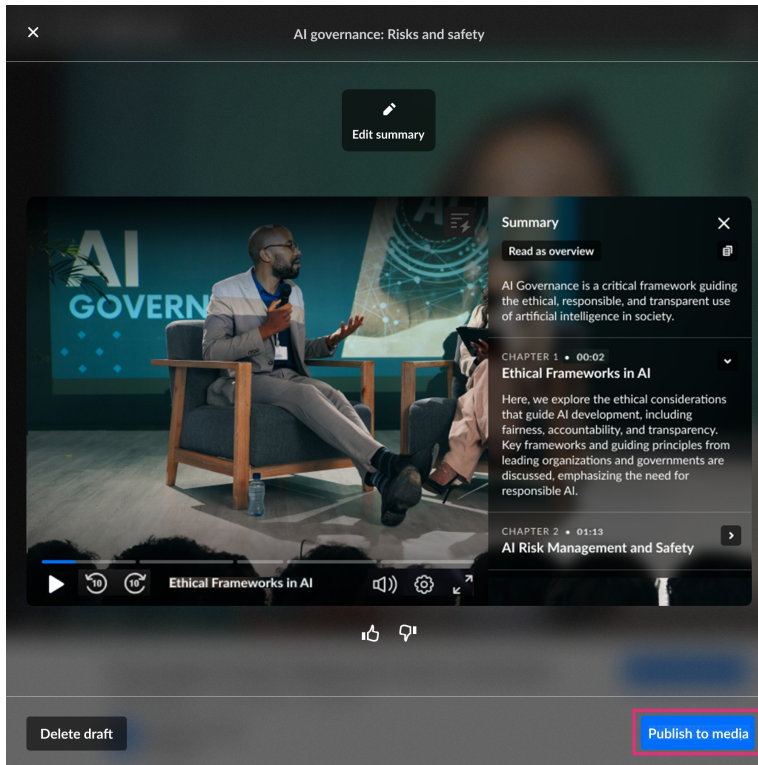 AI governance: Risks and safety
Edit summary
AI
GOVERN
AI
Summary
Read as overview
AI Governance is a critical framework guiding
the ethical, responsible, and transparent use
of artificial intelligence in society.
CHAPTER 1 • 00:02
Ethical Frameworks in AI
Here, we explore the ethical considerations
that guide AI development, including
fairness, accountability, and transparency.
Key frameworks and guiding principles from
leading organizations and governments are
discussed, emphasizing the need for
responsible AI.
CHAPTER 2 • 01:13
AI Risk Management and Safety
10
10
Ethical Frameworks in AI
Delete draft
Publish to media